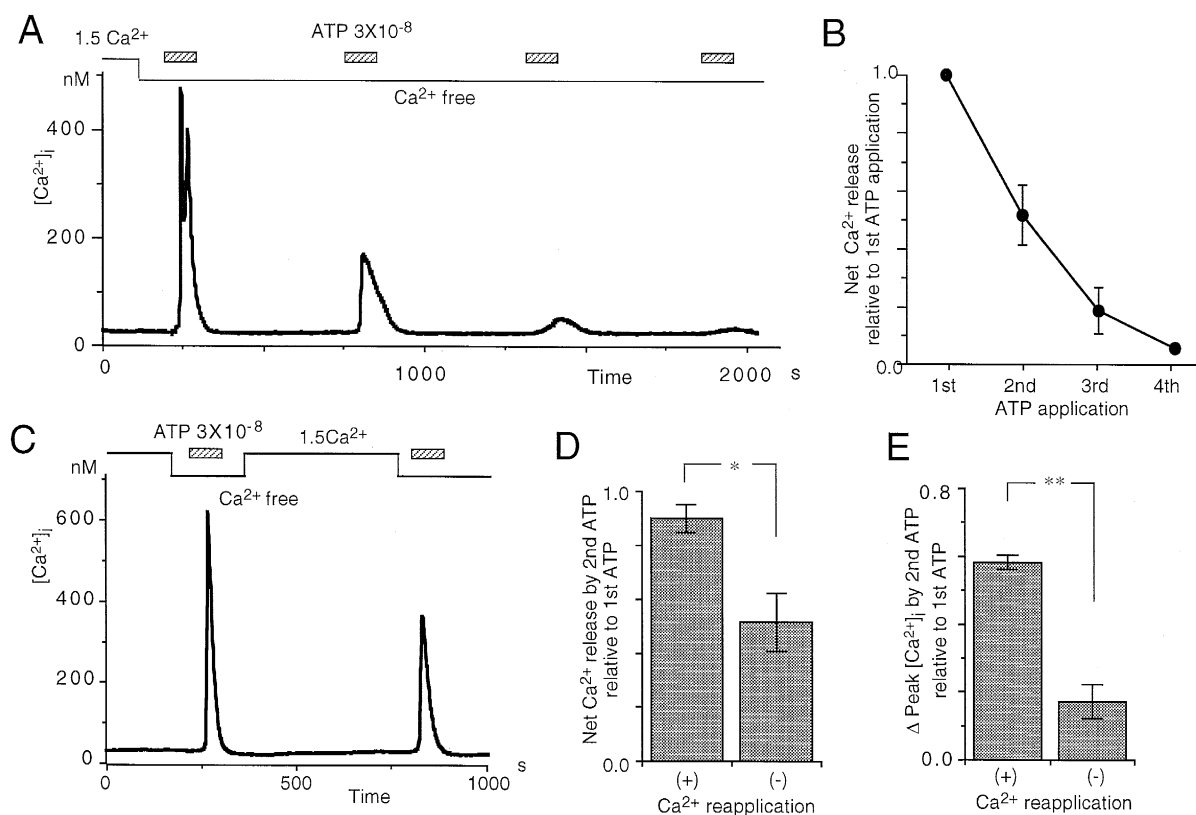 A
1.5 Ca²⁺
ATP 3X10⁻⁸
nM
Ca²⁺ free
400
200
0
[Ca²⁺]ᵢ
0
1000
Time
2000
s
B
Net Ca²⁺ release
relative to 1st ATP application
1.0
0.0
1st
2nd
3rd
4th
ATP application
C
ATP 3X10⁻⁸
1.5Ca²⁺
nM
Ca²⁺ free
600
400
200
0
[Ca²⁺]ᵢ
0
500
1000
s
Time
D
*
Net Ca²⁺ release by 2nd ATP
relative to 1st ATP
1.0
0.0
(+)
(-)
Ca²⁺ reapplication
E
**
Δ Peak [Ca²⁺]ᵢ by 2nd ATP
relative to 1st ATP
0.8
0.0
(+)
(-)
Ca²⁺ reapplication